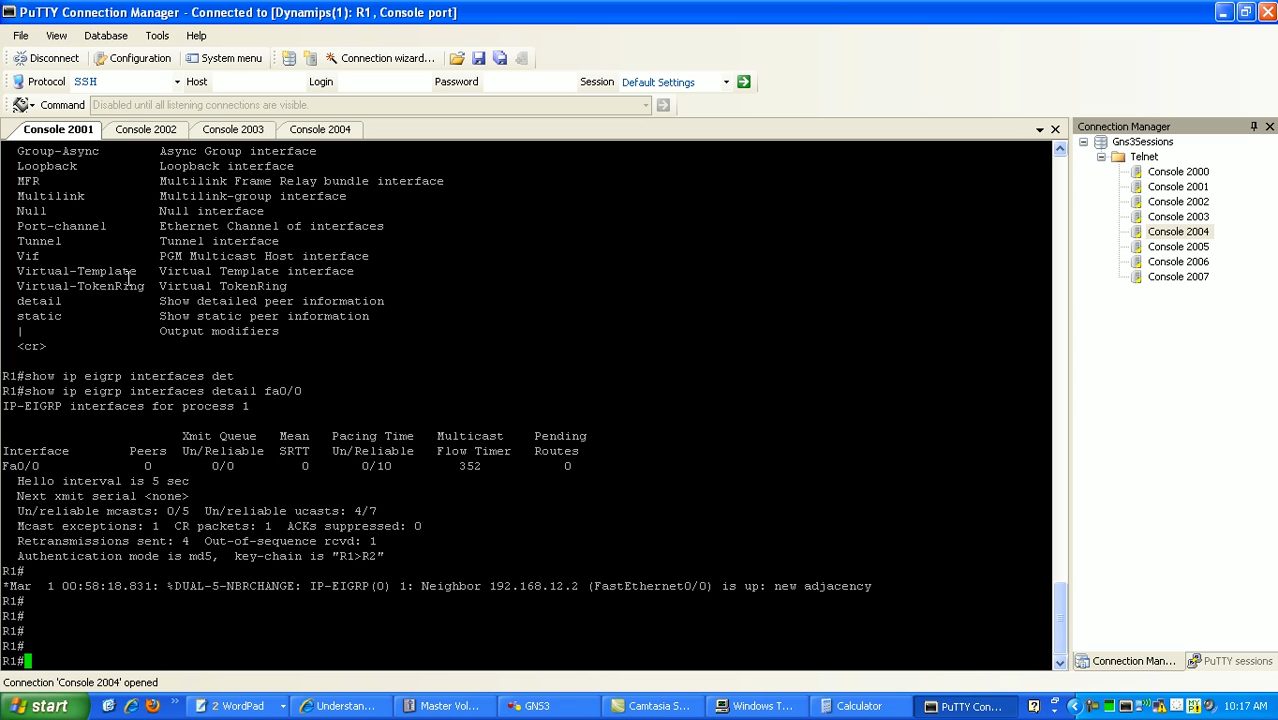 PuTTY Connection Manager - Connected to [Dynamips(1): R1, Console port]
File View Database Tools Help
Disconnect Configuration System menu Connection wizard...
Protocol SSH Host Login Password Session Default Settings
Command Disabled until all listening connections are visible.
Console 2001 Console 2002 Console 2003 Console 2004
Group-Async Async Group interface
Loopback Loopback interface
MFR Multilink Frame Relay bundle interface
Multilink Multilink-group interface
Null Null interface
Port-channel Ethernet Channel of interfaces
Tunnel Tunnel interface
Vif PGM Multicast Host interface
Virtual-Template Virtual Template interface
Virtual-TokenRing Virtual TokenRing
detail Show detailed peer information
static Show static peer information
| Output modifiers
<cr>
R1#show ip eigrp interfaces det
R1#show ip eigrp interfaces detail fa0/0
IP-EIGRP interfaces for process 1
Xmit Queue Mean Pacing Time Multicast Pending
Interface Peers Un/Reliable SRTT Un/Reliable Flow Timer Routes
Fa0/0 0 0/0 0 0/10 352 0
Hello interval is 5 sec
Next xmit serial <none>
Un/reliable mcasts: 0/5 Un/reliable ucasts: 4/7
Mcast exceptions: 1 CR packets: 1 ACKs suppressed: 0
Retransmissions sent: 4 Out-of-sequence rcvd: 1
Authentication mode is md5, key-chain is "R1>R2"
R1#
*Mar 1 00:58:18.831: %DUAL-5-NBRCHANGE: IP-EIGRP(0) 1: Neighbor 192.168.12.2 (FastEthernet0/0) is up: new adjacency
R1#
R1#
R1#
R1#
R1#
Connection Manager
Gns3Sessions
Telnet
Console 2000
Console 2001
Console 2002
Console 2003
Console 2004
Console 2005
Console 2006
Console 2007
Connection Man... PuTTY sessions
Connection 'Console 2004' opened
start 2 WordPad Understan... Master Vol... GNS3 Camtasia S... Windows T... Calculator PuTTY Con... 10:17 AM